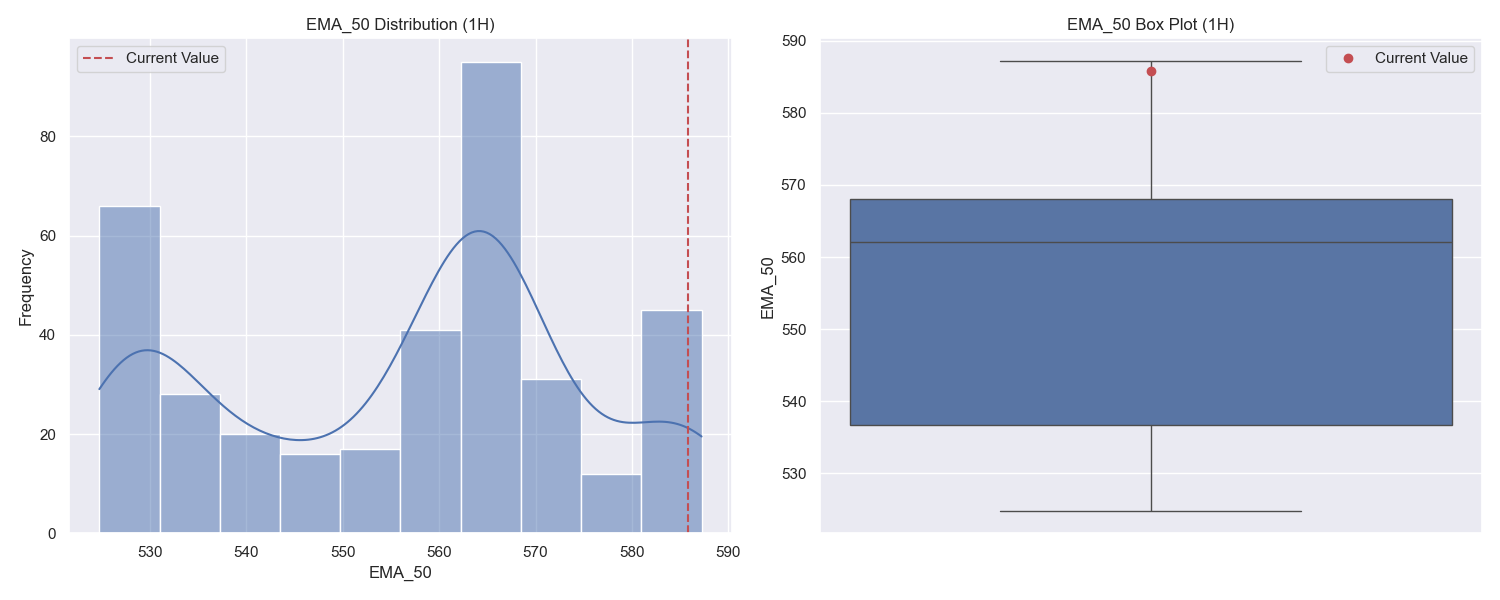 EMA_50 Distribution (1H)
Current Value
Frequency
80
60
40
20
0
530 540 550 560 570 580 590
EMA_50
EMA_50 Box Plot (1H)
Current Value
EMA_50
590
580
570
560
550
540
530